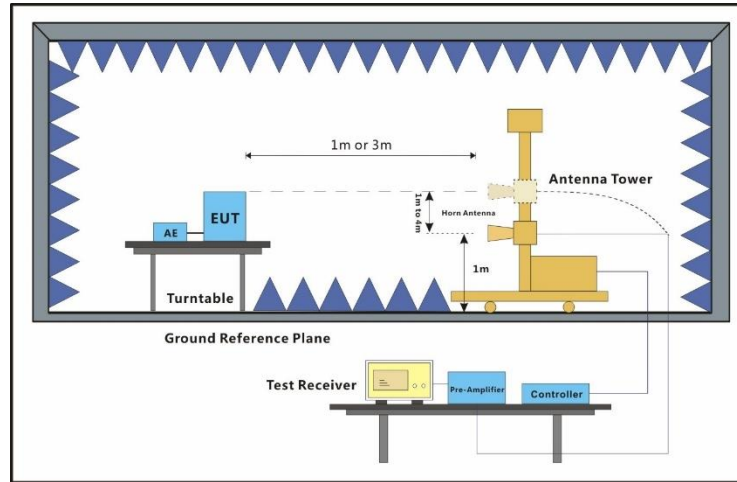 1m or 3m
Antenna Tower
1m to 4m
Horn Antenna
EUT
AE
1m
Turntable
Ground Reference Plane
Test Receiver
Pre-Amplifier
Controller